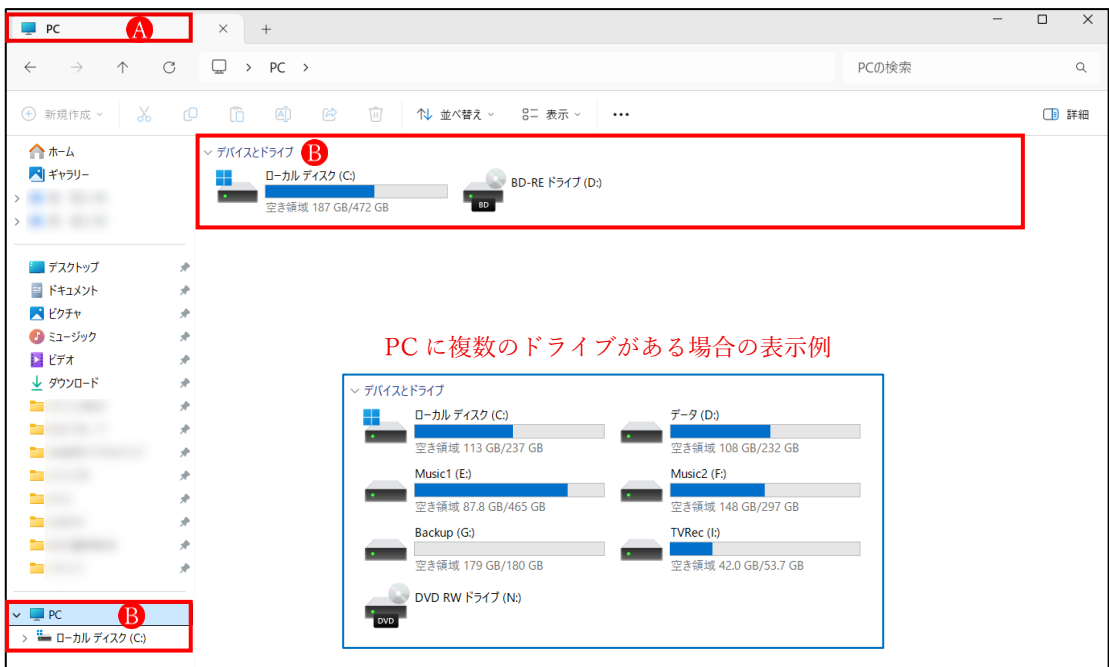 PC A
PC
PCの検索
新規作成
並べ替え
表示
詳細
ホーム
ギャラリー
デスクトップ
ドキュメント
ピクチャ
ミュージック
ビデオ
ダウンロード
PC B
ローカル ディスク (C:)
デバイスとドライブ B
ローカル ディスク (C:)
空き領域 187 GB/472 GB
BD-RE ドライブ (D:)
BD
PC に複数のドライブがある場合の表示例
デバイスとドライブ
ローカル ディスク (C:)
空き領域 113 GB/237 GB
データ (D:)
空き領域 108 GB/232 GB
Music1 (E:)
空き領域 87.8 GB/465 GB
Music2 (F:)
空き領域 148 GB/297 GB
Backup (G:)
空き領域 179 GB/180 GB
TVRec (I:)
空き領域 42.0 GB/53.7 GB
DVD RW ドライブ (N:)
DVD